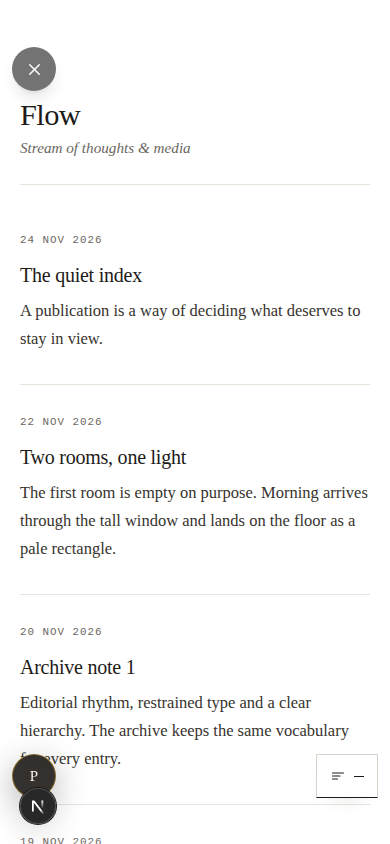 Flow
Stream of thoughts & media
24 NOV 2026
The quiet index
A publication is a way of deciding what deserves to
stay in view.
22 NOV 2026
Two rooms, one light
The first room is empty on purpose. Morning arrives
through the tall window and lands on the floor as a
pale rectangle.
20 NOV 2026
Archive note 1
Editorial rhythm, restrained type and a clear
hierarchy. The archive keeps the same vocabulary
every entry.
P
N
19 NOV 2026